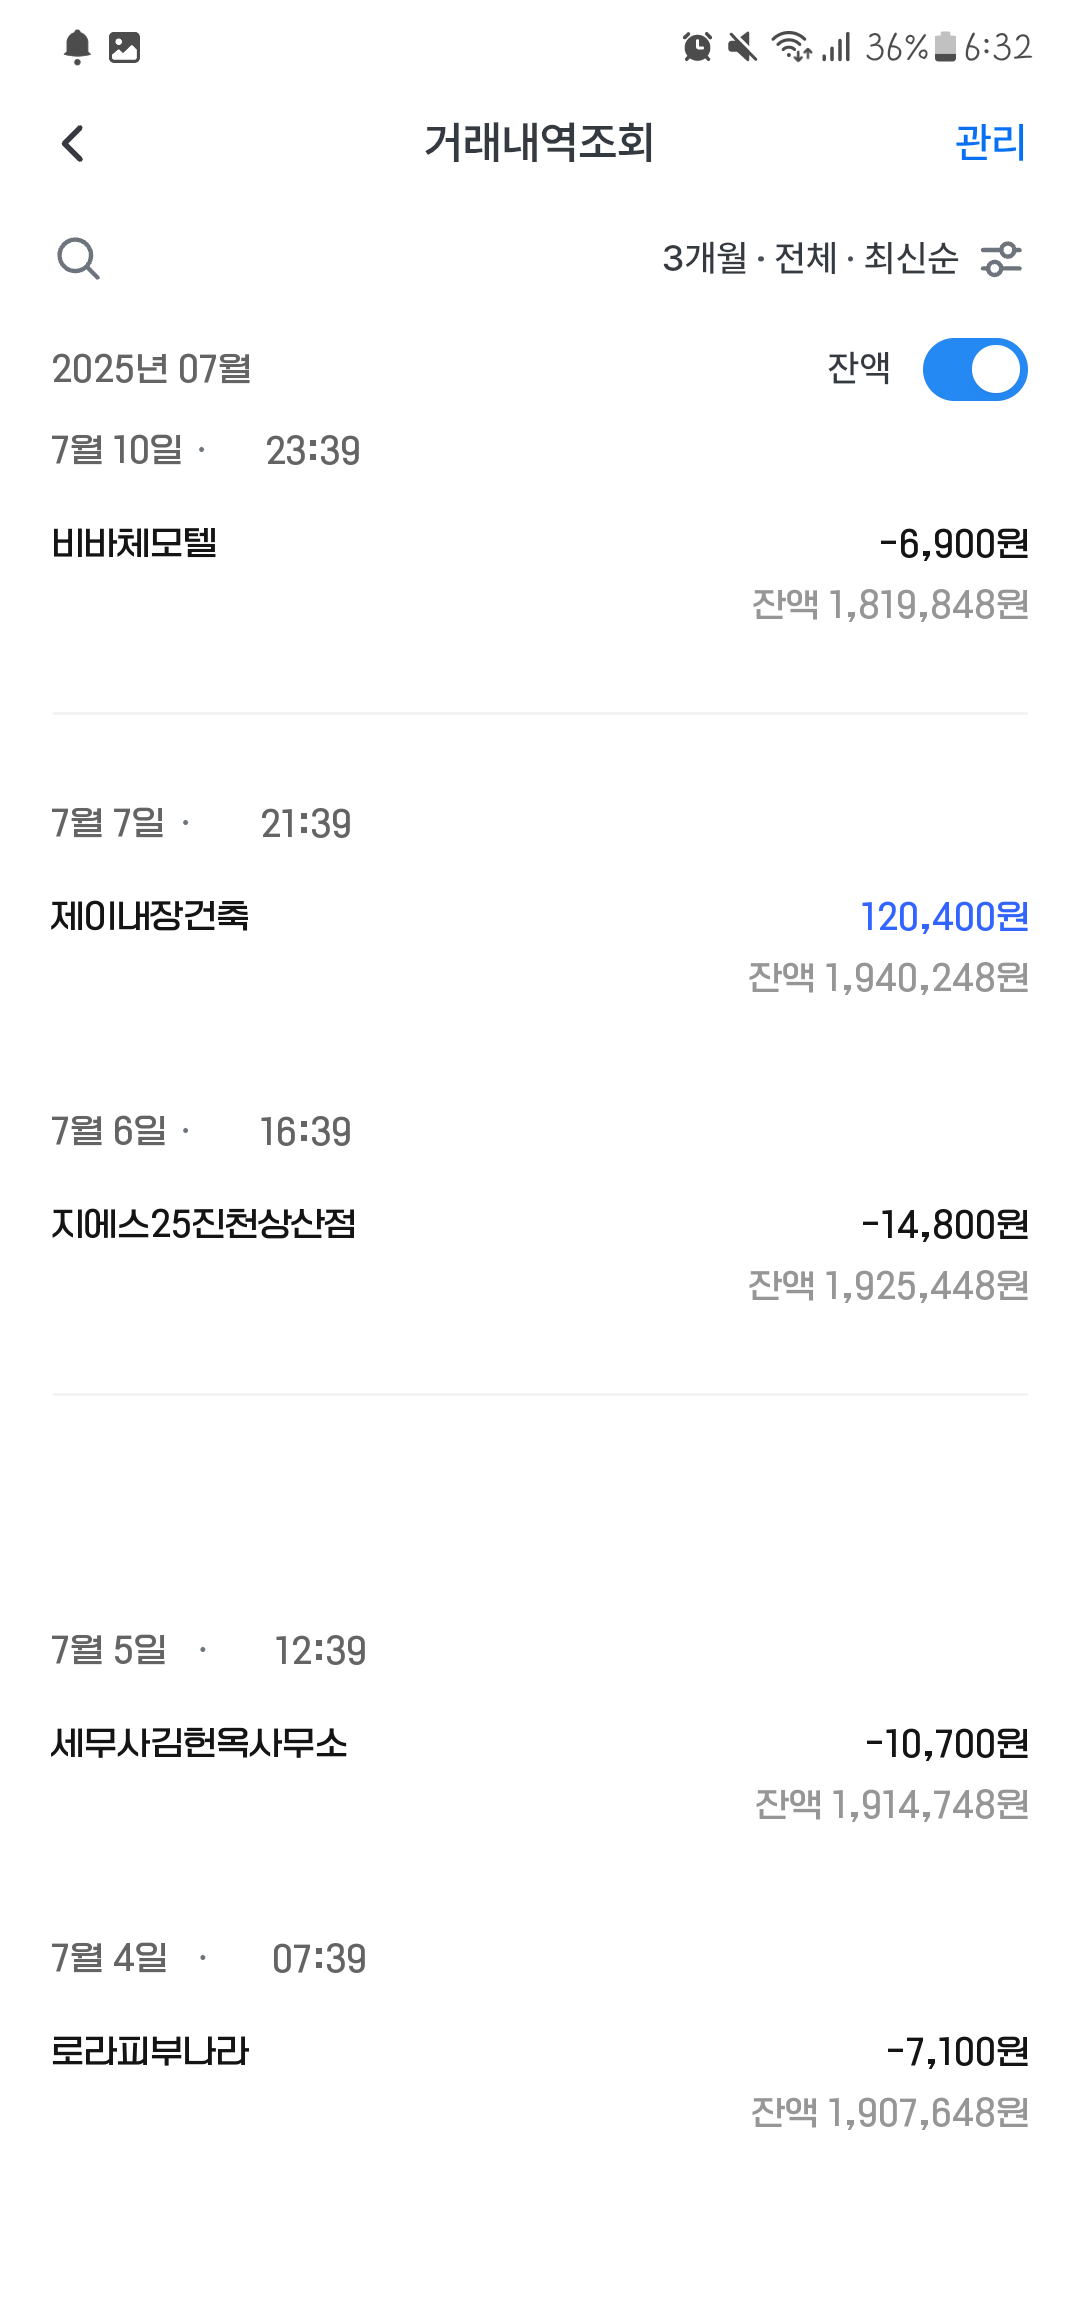 36% 6:32
거래내역조회 관리
3개월 · 전체 · 최신순
2025년 07월 잔액
7월 10일 · 23:39
비바체모텔 -6,900원
잔액 1,819,848원
7월 7일 · 21:39
제이내장건축 120,400원
잔액 1,940,248원
7월 6일 · 16:39
지에스25진천상산점 -14,800원
잔액 1,925,448원
7월 5일 · 12:39
세무사김헌옥사무소 -10,700원
잔액 1,914,748원
7월 4일 · 07:39
로라피부나라 -7,100원
잔액 1,907,648원